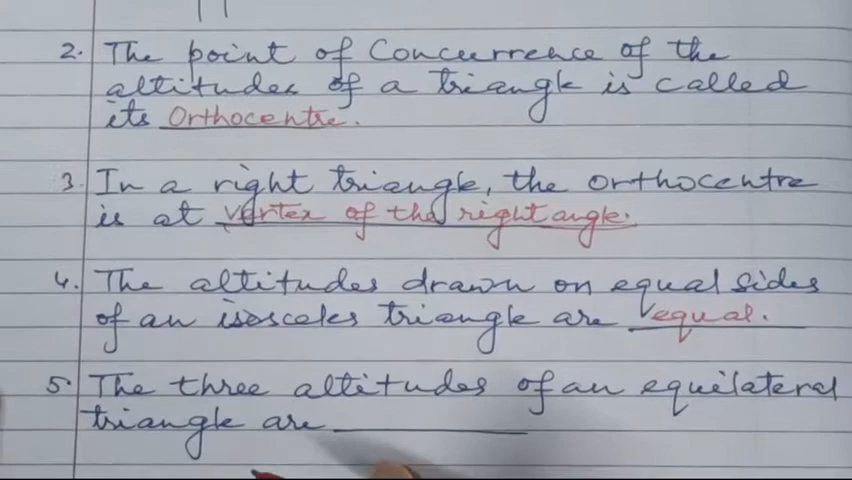 2. The point of Concurrence of the
altitudes of a triangle is called
its Orthocentre.
3. In a right triangle, the orthocentre
is at vertex of the right angle.
4. The altitudes drawn on equal sides
of an isosceles triangle are equal.
5. The three altitudes of an equilateral
triangle are